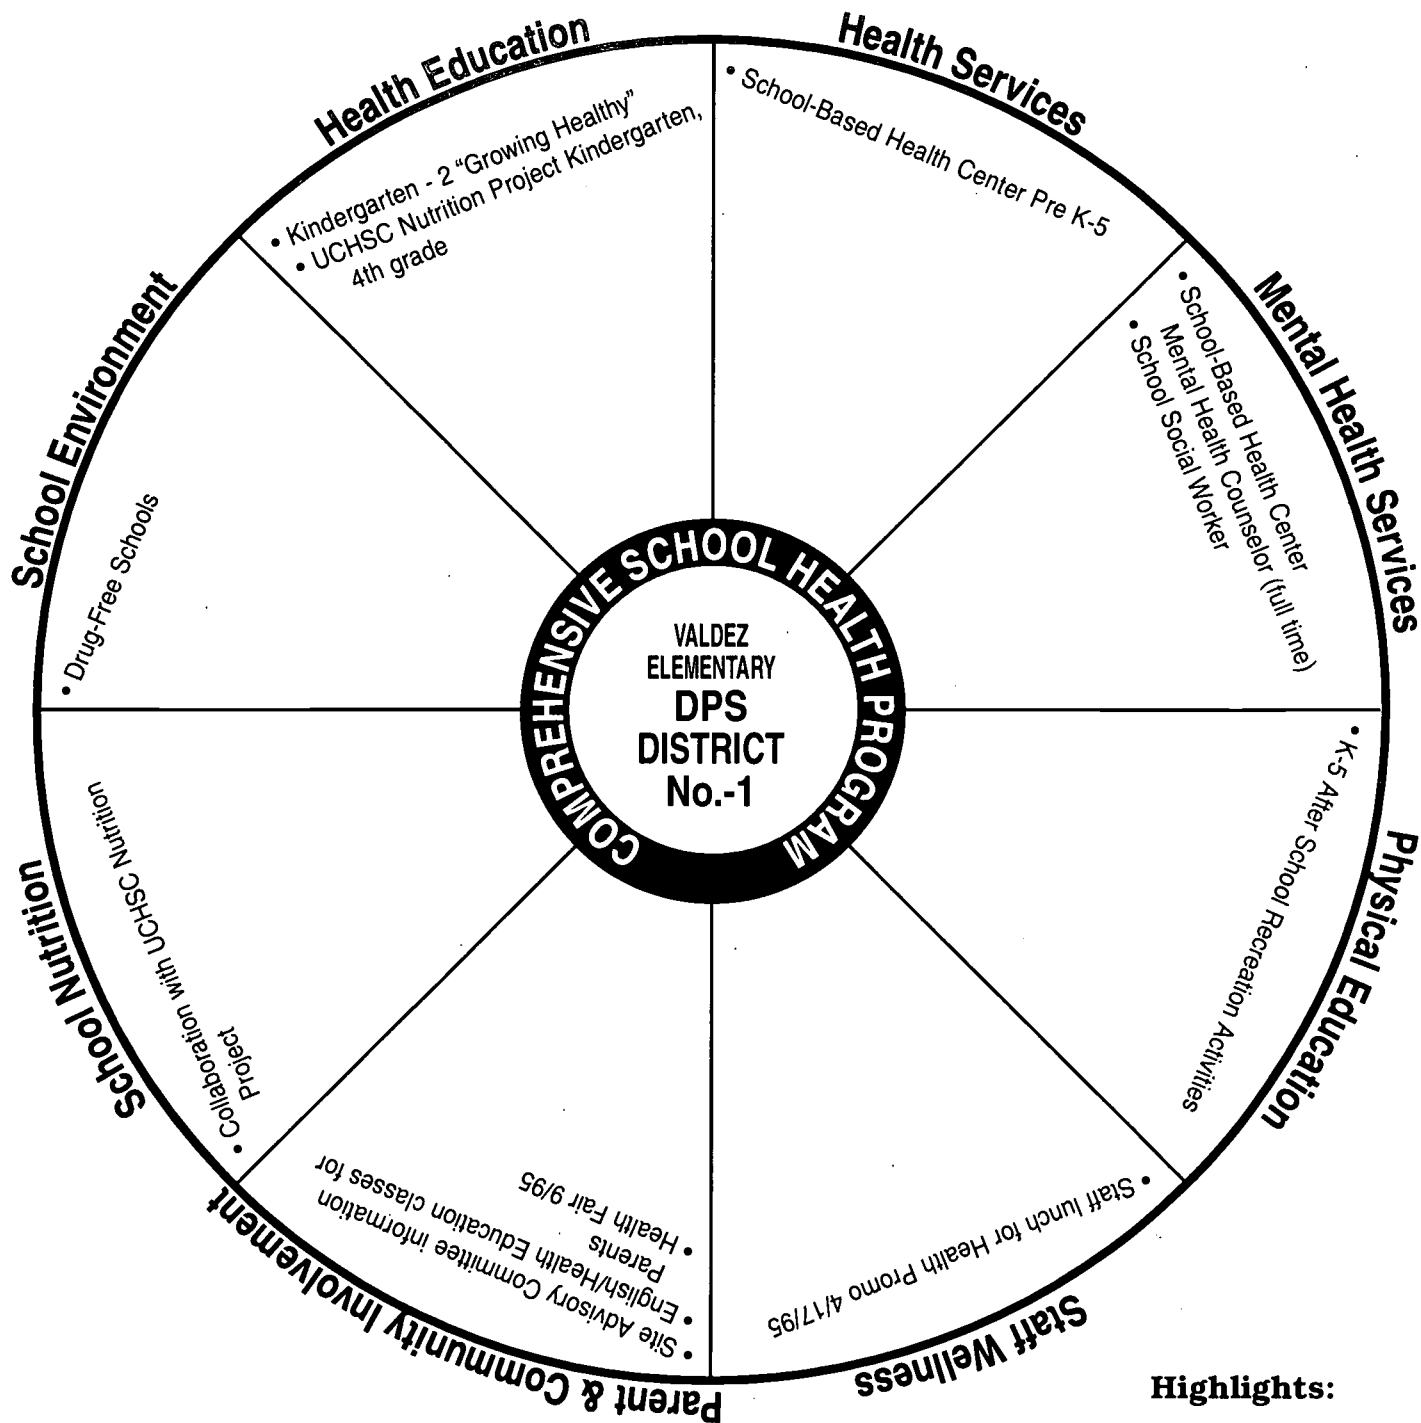 Health Education
• Kindergarten - 2 "Growing Healthy"
• UCHSC Nutrition Project Kindergarten,
4th grade
Health Services
• School-Based Health Center Pre K-5
Mental Health Services
• School-Based Health Center
Mental Health Counselor (full time)
• School Social Worker
Physical Education
• K-5 After School Recreation Activities
Staff Wellness
• Staff lunch for Health Promo 4/17/95
Parent & Community Involvement
• Site Advisory Committee information
• English/Health Education classes for
Parents
• Health Fair 9/95
School Nutrition
• Collaboration with UCHSC Nutrition
Project
School Environment
• Drug-Free Schools
COMPREHENSIVE SCHOOL HEALTH PROGRAM
VALDEZ
ELEMENTARY
DPS
DISTRICT
No.-1
Highlights: